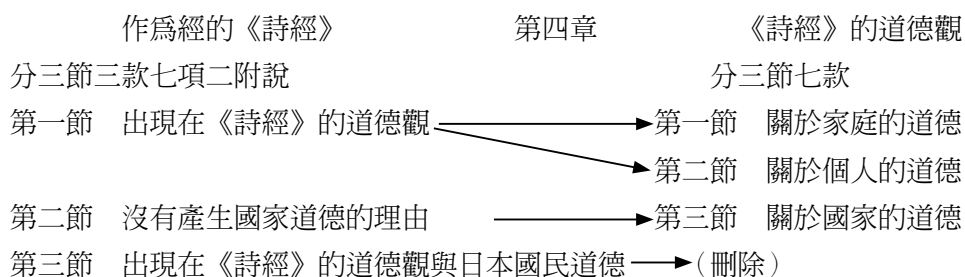 作爲經的《詩經》 第四章 《詩經》的道德觀
分三節三款七項二附說 分三節七款
第一節 出現在《詩經》的道德觀 第一節 關於家庭的道德
第二節 關於個人的道德
第二節 沒有產生國家道德的理由 第三節 關於國家的道德
第三節 出現在《詩經》的道德觀與日本國民道德 (刪除)